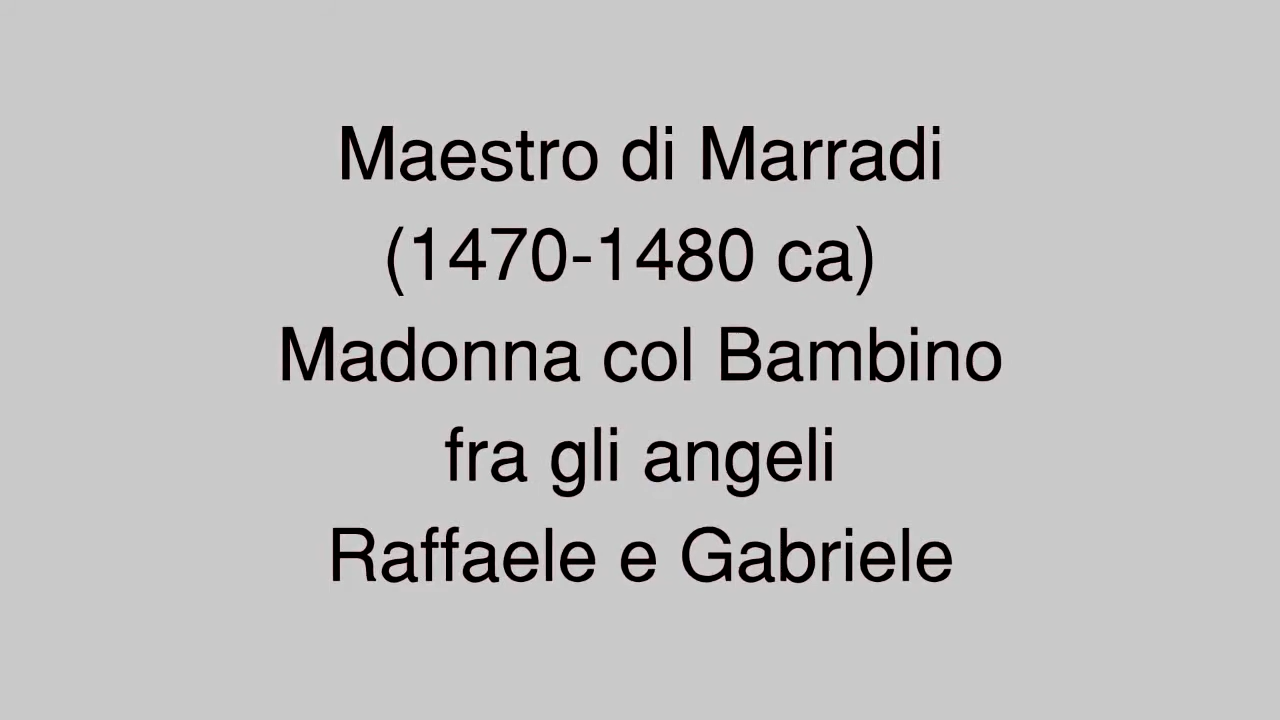 Maestro di Marradi
(1470-1480 ca)
Madonna col Bambino
fra gli angeli
Raffaele e Gabriele